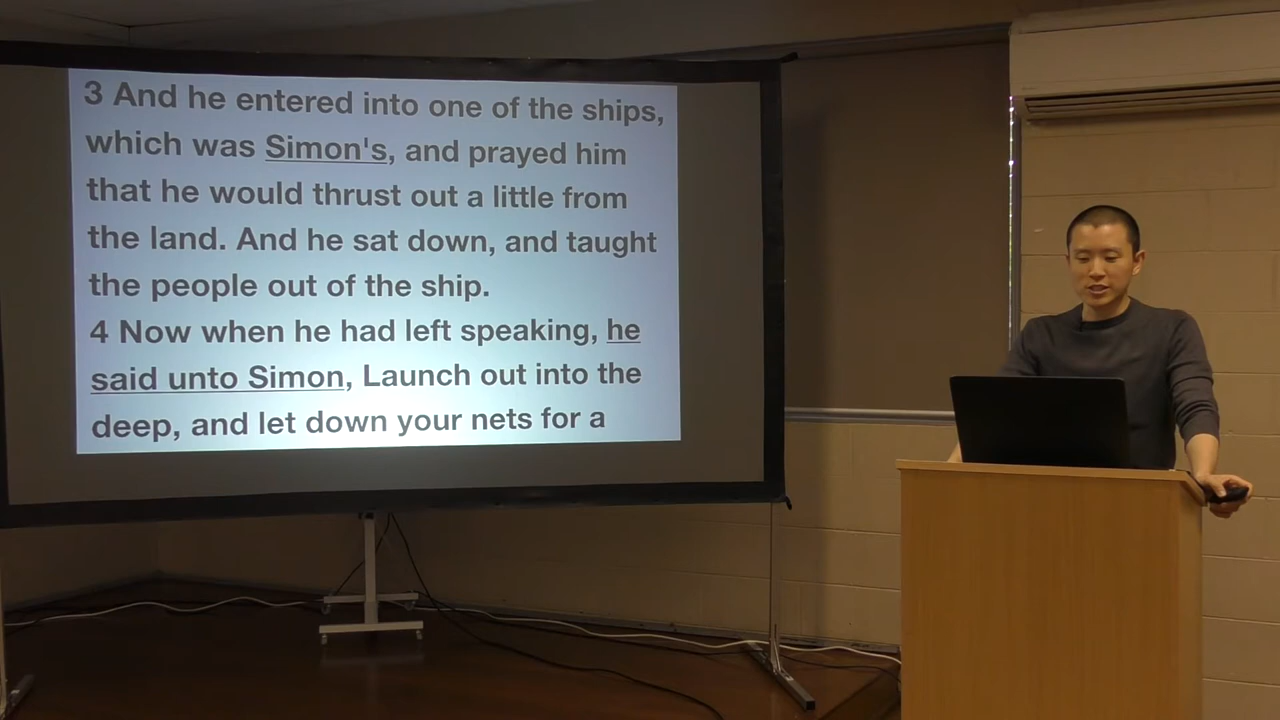 3 And he entered into one of the ships,
which was Simon's, and prayed him
that he would thrust out a little from
the land. And he sat down, and taught
the people out of the ship.
4 Now when he had left speaking, he
said unto Simon, Launch out into the
deep, and let down your nets for a